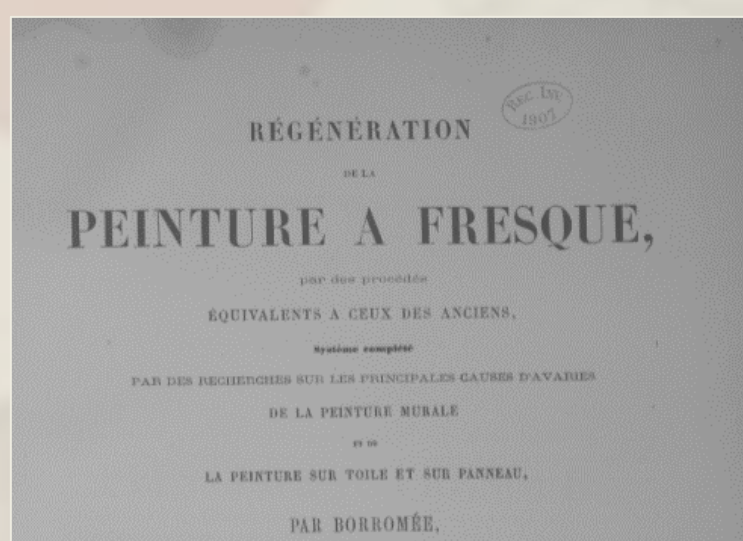 REC. INV
1907
RÉGÉNÉRATION
DE LA
PEINTURE A FRESQUE,
par des procédés
ÉQUIVALENTS A CEUX DES ANCIENS,
Système complété
PAR DES RECHERCHES SUR LES PRINCIPALES CAUSES D'AVARIES
DE LA PEINTURE MURALE
ET DE
LA PEINTURE SUR TOILE ET SUR PANNEAU,
PAR BORROMÉE,